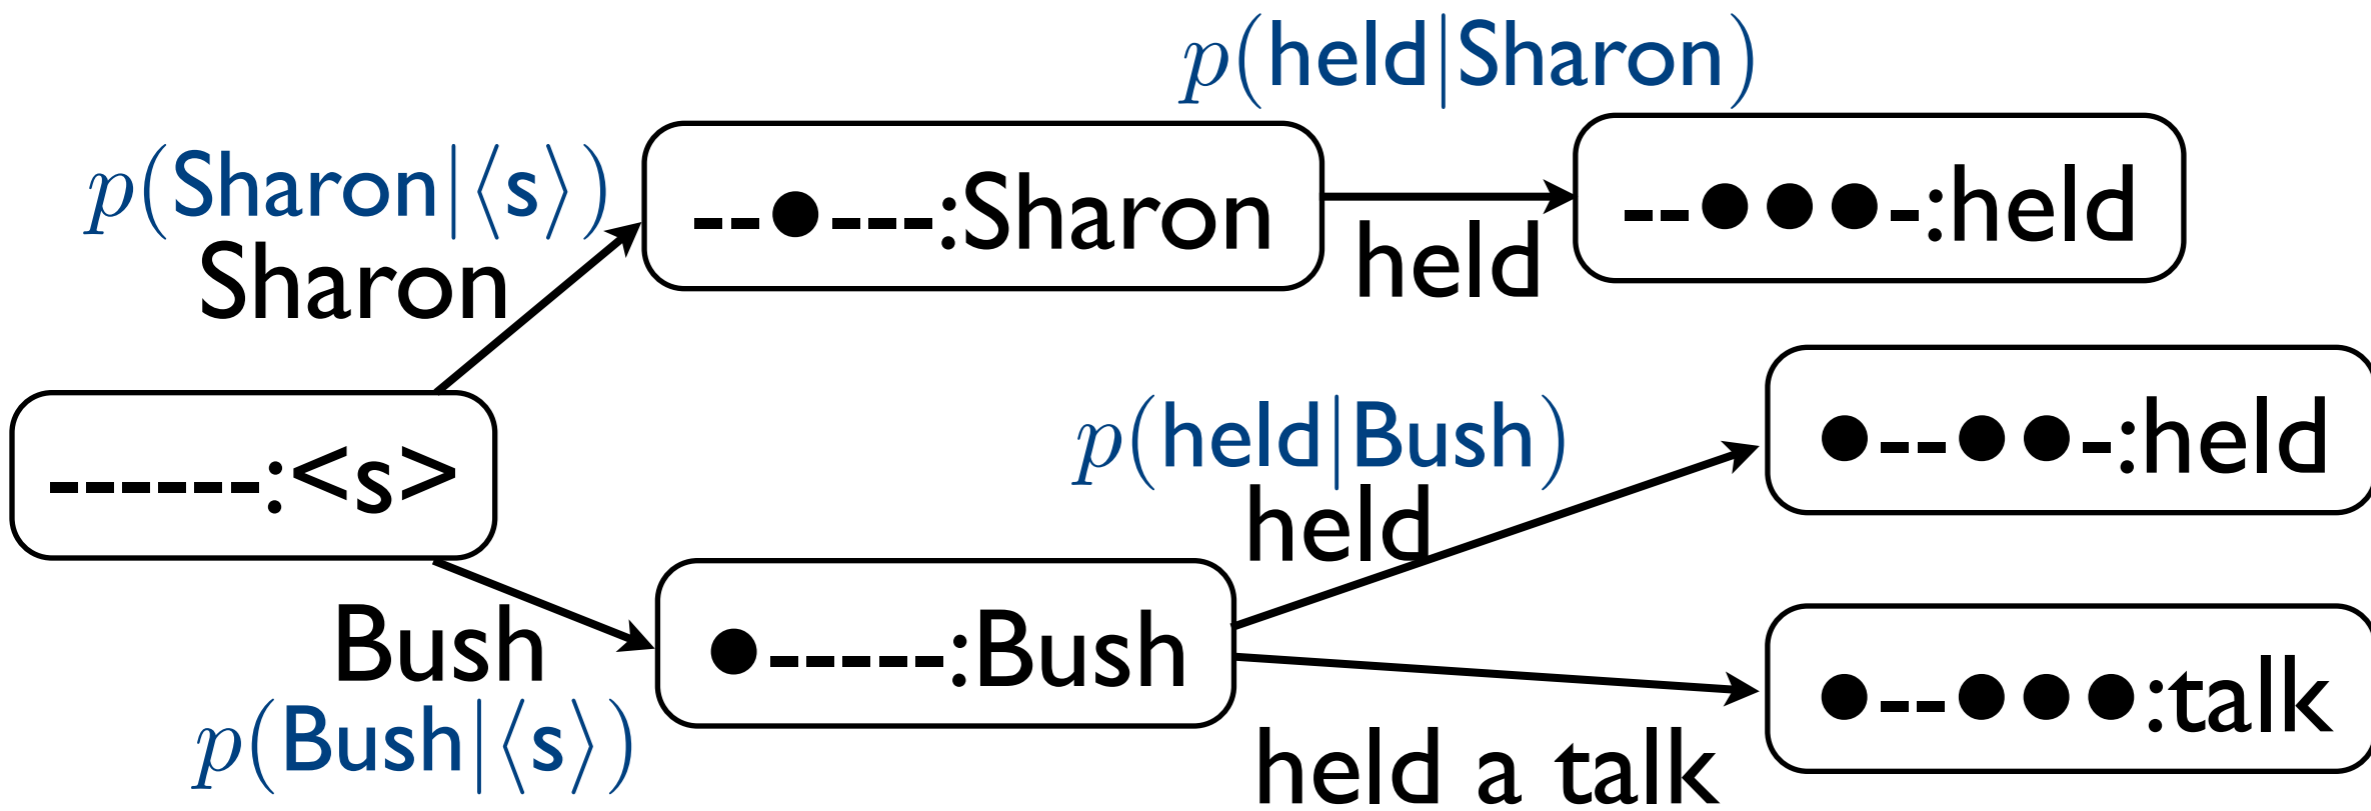 p(held|Sharon)
p(Sharon|⟨s⟩)
Sharon
--●---:Sharon
held
--●●●-:held
------:<s>
p(held|Bush)
held
●--●●-:held
Bush
p(Bush|⟨s⟩)
●-----:Bush
held a talk
●--●●●:talk